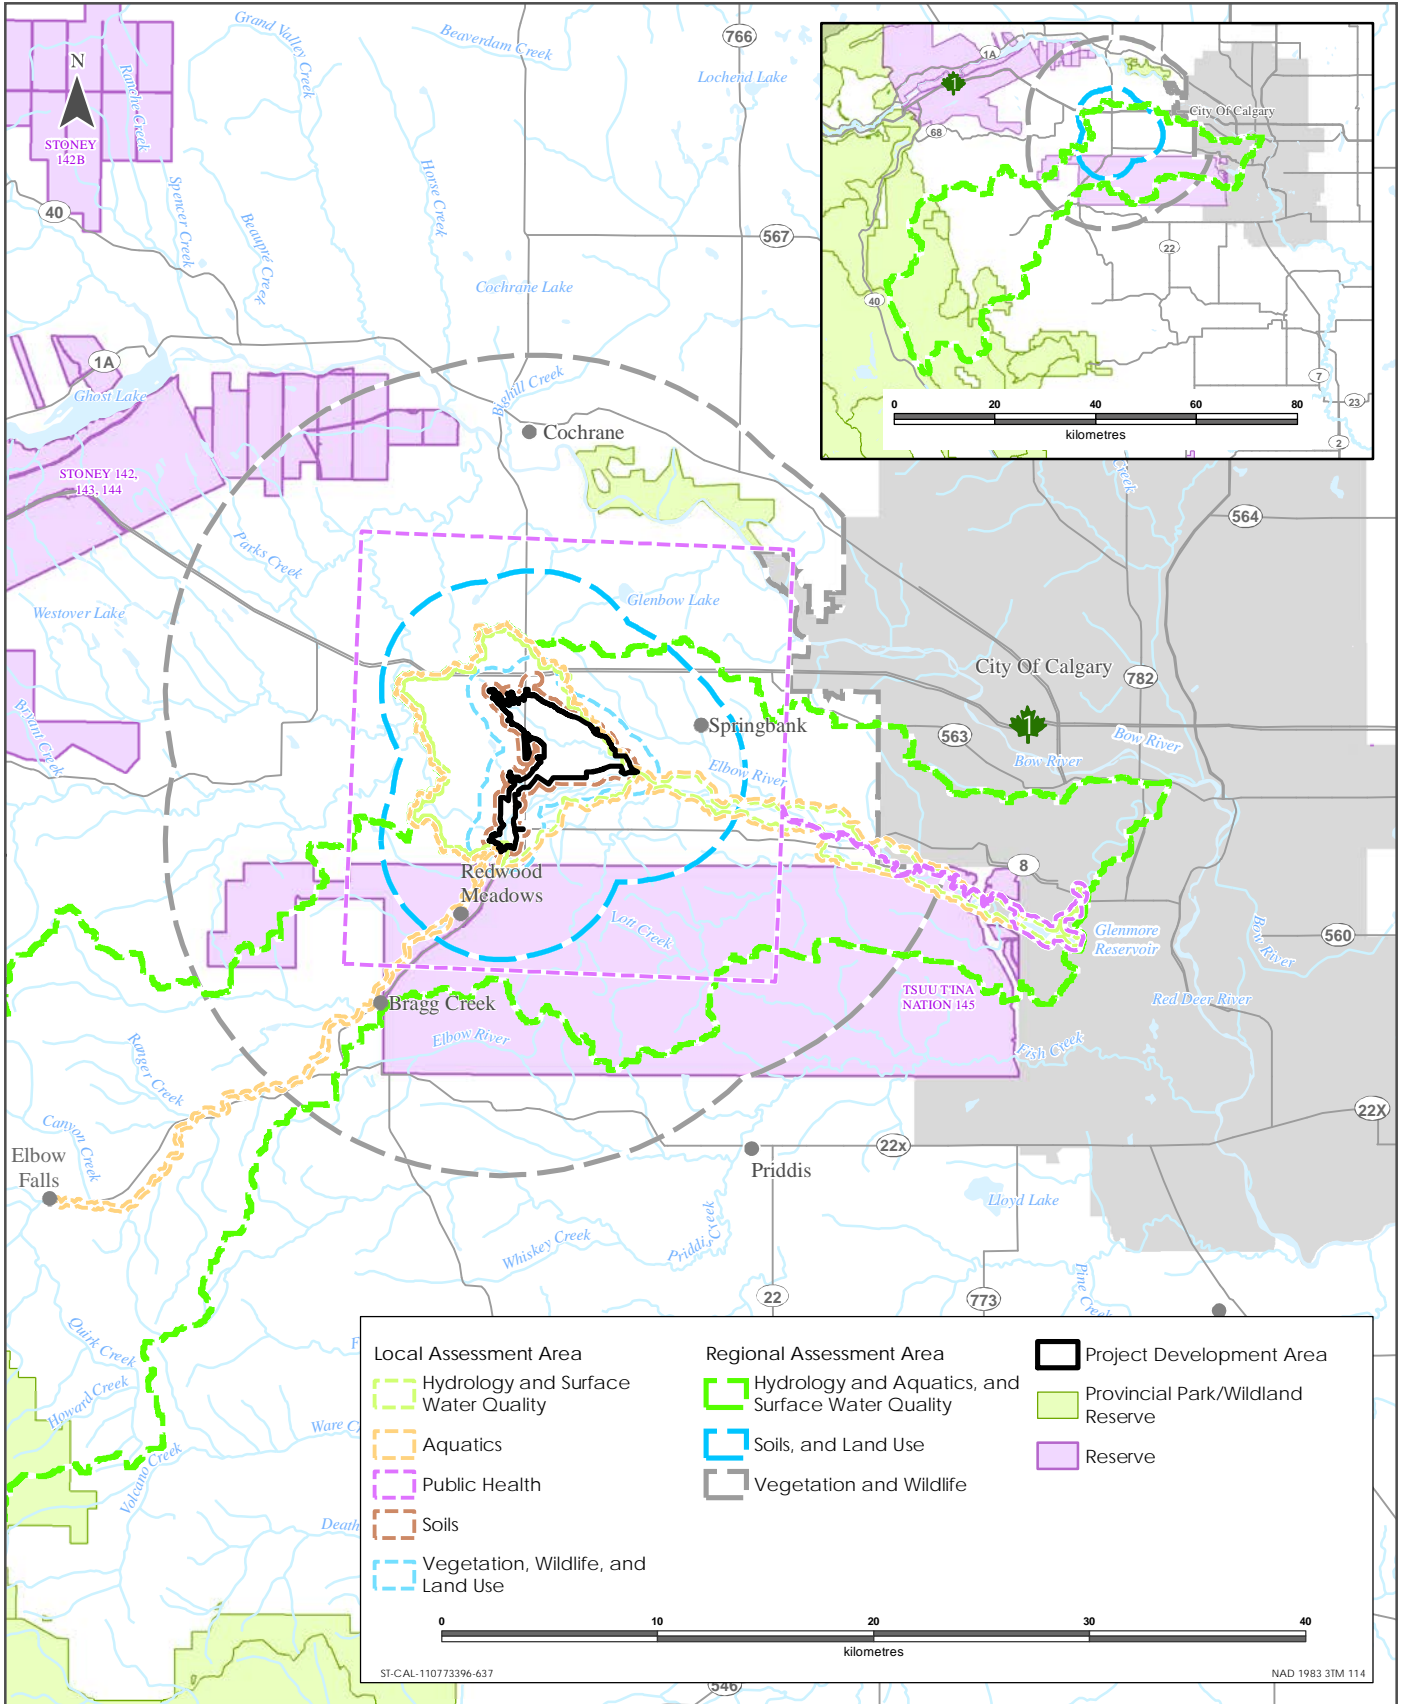 N
STONEY
142B
40
Ranche Creek
Spencer Creek
Grand Valley Creek
Beaupré Creek
Horse Creek
Beaverdam Creek
766
Lochend Lake
567
Cochrane Lake
1A
68
1
City Of Calgary
22
40
7
23
2
0
20
40
60
80
kilometres
1A
Ghost Lake
Bighill Creek
Cochrane
STONEY 142,
143, 144
Creek
564
Parks Creek
Westover Lake
Glenbow Lake
City Of Calgary
782
1
Bryant Creek
Springbank
563
Bow River
Bow River
Elbow River
8
Redwood
Meadows
Lott Creek
Glenmore
Reservoir
Bow River
560
TSUU T'INA
NATION 145
Red Deer River
Bragg Creek
Elbow River
Fish Creek
Ranger Creek
Canyon Creek
22X
Elbow
Falls
22x
Priddis
Lloyd Lake
Whiskey Creek
Priddis Creek
22
773
Pine Creek
Quirk Creek
Howard Creek
F
Ware C
Volcano Creek
Death
Local Assessment Area
Hydrology and Surface
Water Quality
Aquatics
Public Health
Soils
Vegetation, Wildlife, and
Land Use
Regional Assessment Area
Hydrology and Aquatics, and
Surface Water Quality
Soils, and Land Use
Vegetation and Wildlife
Project Development Area
Provincial Park/Wildland
Reserve
Reserve
0
10
20
30
40
kilometres
ST-CAL-110773396-637
NAD 1983 3TM 114
546